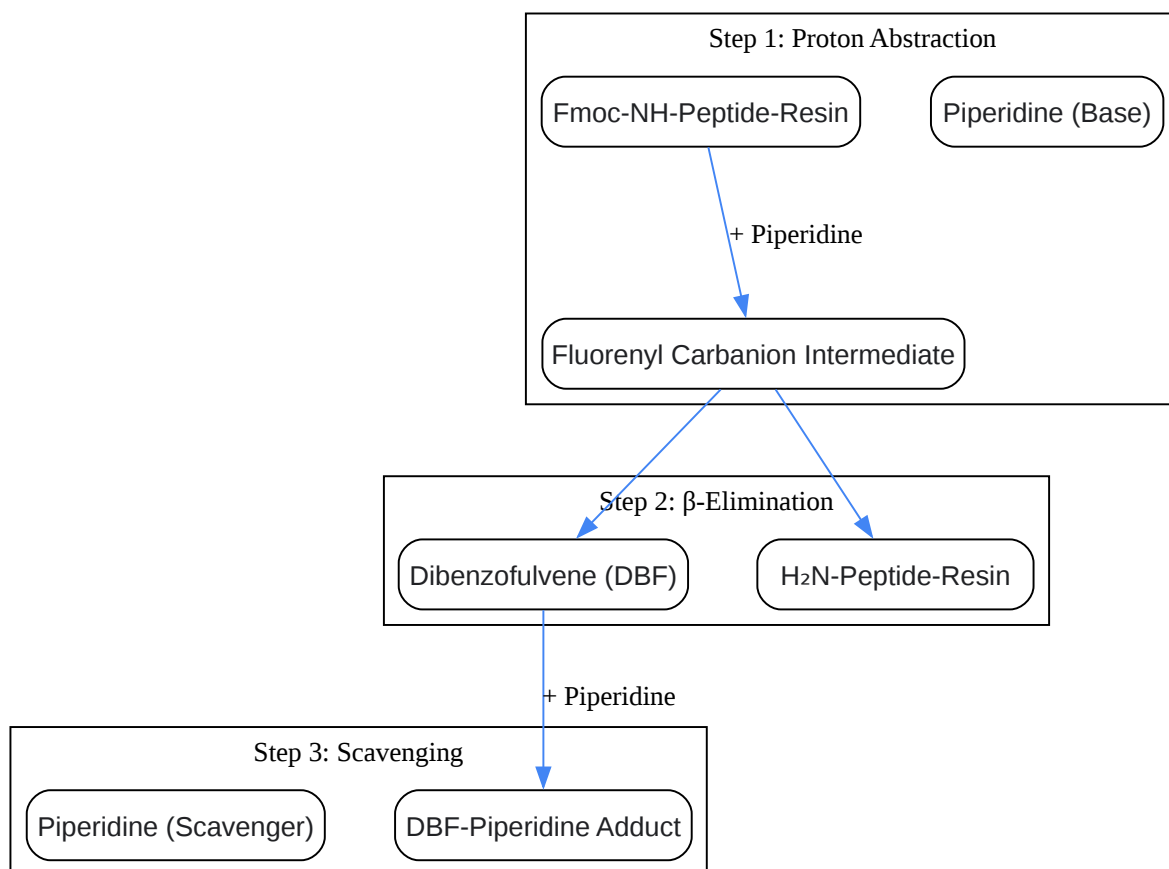 Step 1: Proton Abstraction
Fmoc-NH-Peptide-Resin
Piperidine (Base)
+ Piperidine
Fluorenyl Carbanion Intermediate
Step 2: β-Elimination
Dibenzofulvene (DBF)
H₂N-Peptide-Resin
+ Piperidine
Step 3: Scavenging
Piperidine (Scavenger)
DBF-Piperidine Adduct